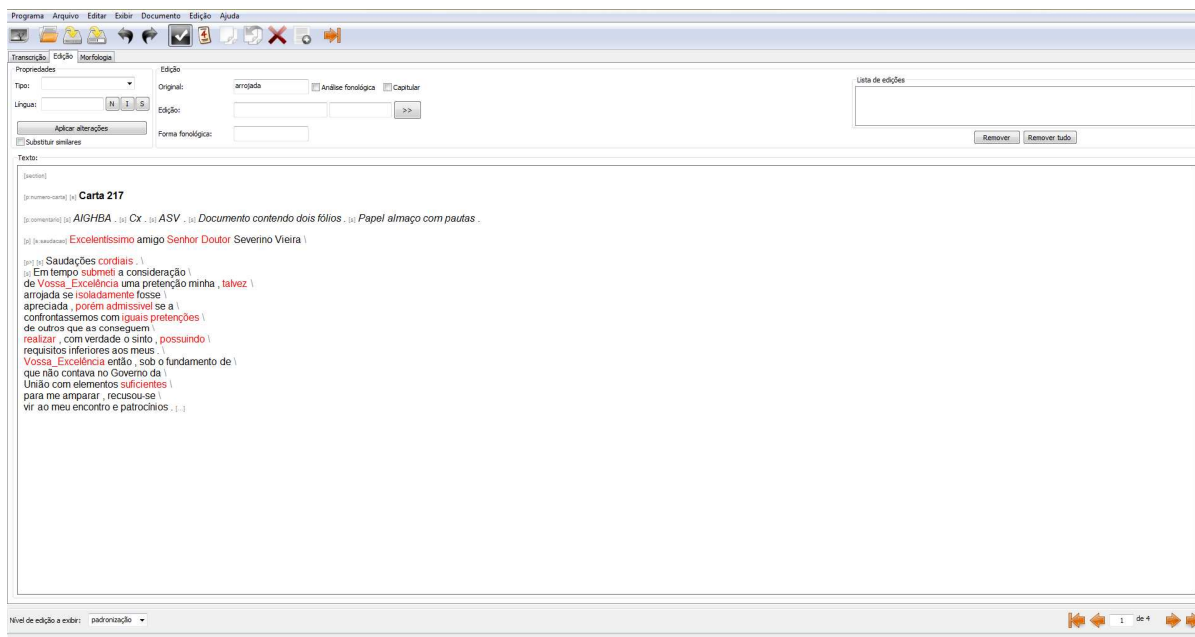 Programa Arquivo Editar Exibir Documento Edição Ajuda
Transcrição Edição Morfologia
Propriedades
Tipo:
Língua: N I S
Aplicar alterações
Substituir similares
Edição
Original: arrojada Análise fonológica Capitular
Edição: >>
Forma fonológica:
Lista de edições
Remover Remover tudo
Texto:
[section]
[p:numero-carta] [s] Carta 217
[p:comentario] [s] AIGHBA . [s] Cx . [s] ASV . [s] Documento contendo dois fólios . [s] Papel almaço com pautas .
[p] [s:saudacao] Excelentíssimo amigo Senhor Doutor Severino Vieira \
[p>] [s] Saudações cordiais . \
[s] Em tempo submeti a consideração \
de Vossa_Excelência uma pretenção minha , talvez \
arrojada se isoladamente fosse \
apreciada , porém admissivel se a \
confrontassemos com iguais pretenções \
de outros que as conseguem \
realizar , com verdade o sinto , possuindo \
requisitos inferiores aos meus . \
Vossa_Excelência então , sob o fundamento de \
que não contava no Governo da \
União com elementos suficientes \
para me amparar , recusou-se \
vir ao meu encontro e patrocínios . [...]
Nível de edição a exibir: padronização
1 de 4